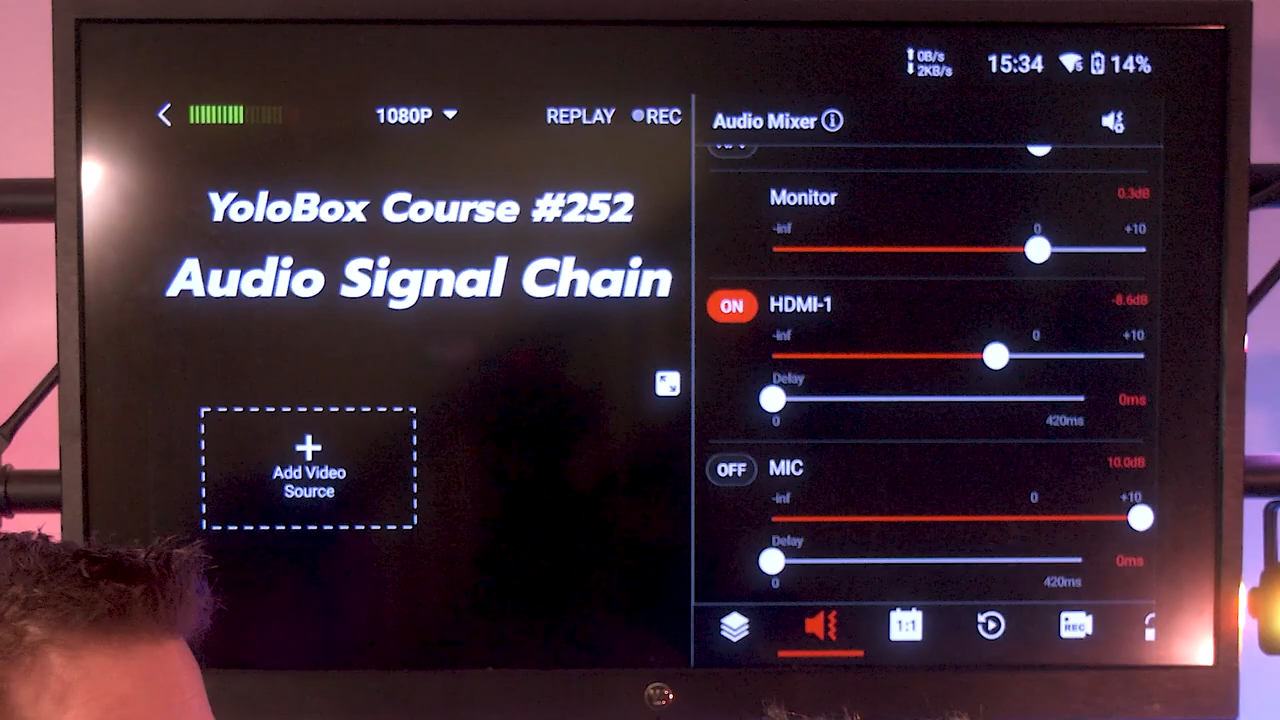 0B/s
2KB/s
15:34
14%
1080P
REPLAY
REC
Audio Mixer
YoloBox Course #252
Audio Signal Chain
Monitor
0.3dB
-inf
0
+10
ON
HDMI-1
-8.6dB
-inf
0
+10
Delay
0ms
0
420ms
Add Video
Source
OFF
MIC
10.0dB
-inf
0
+10
Delay
0ms
0
420ms
1:1
REC